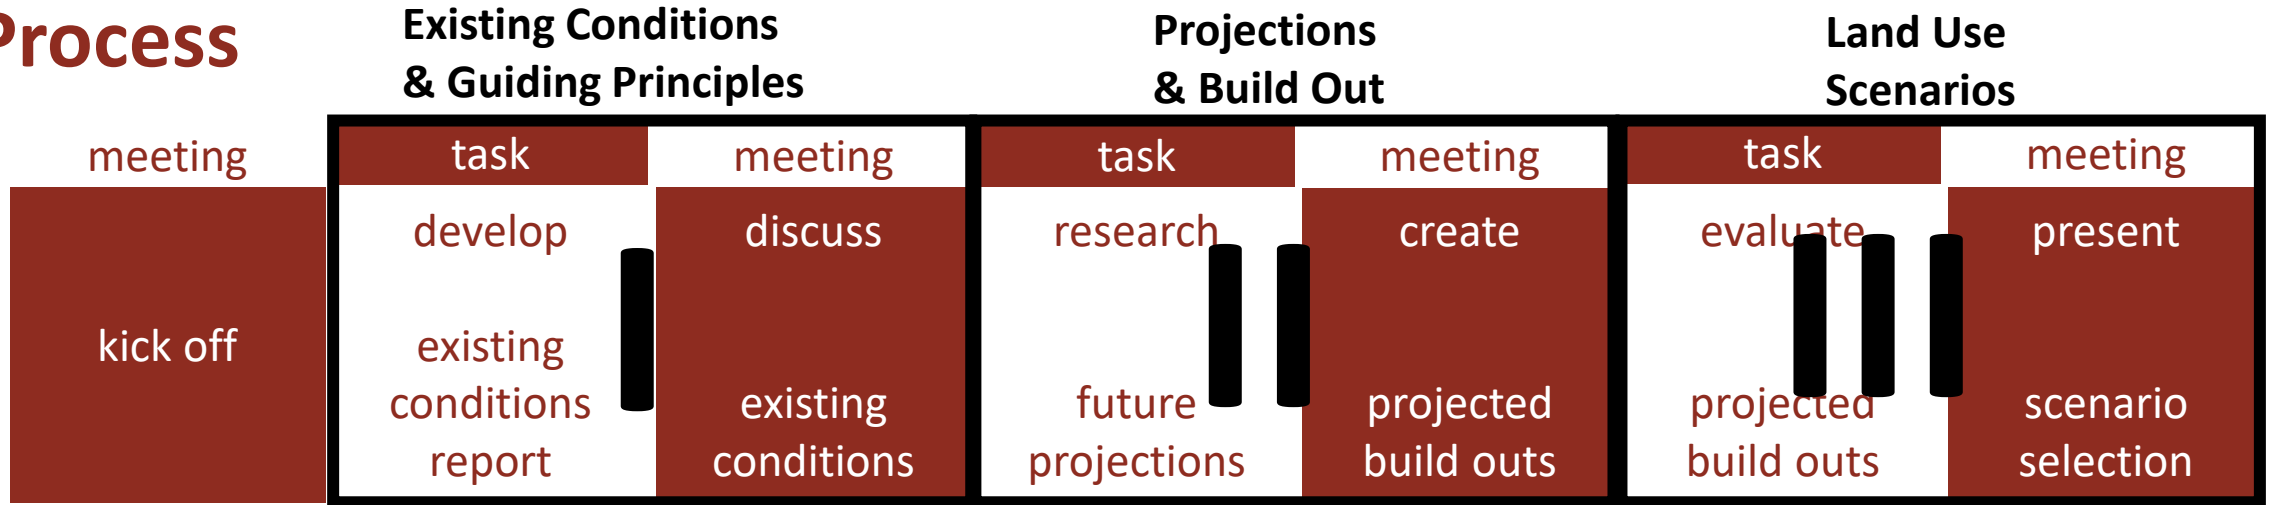 Process
Existing Conditions
& Guiding Principles
Projections
& Build Out
Land Use
Scenarios
meeting
kick off
task
develop
existing
conditions
report
meeting
discuss
existing
conditions
task
research
future
projections
meeting
create
projected
build outs
task
evaluate
projected
build outs
meeting
present
scenario
selection